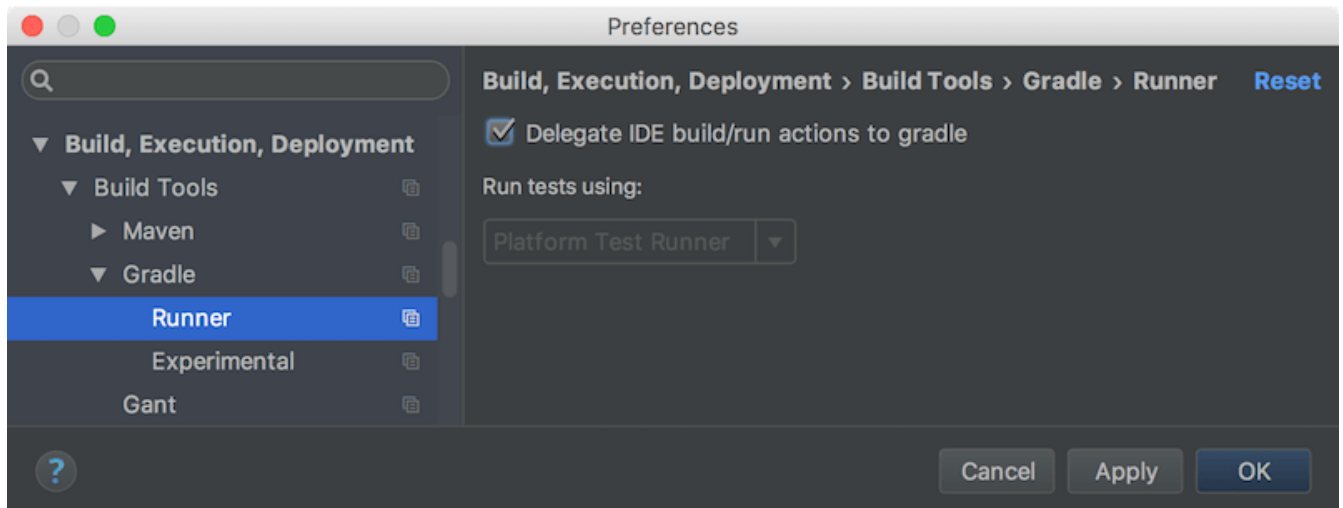 Preferences
Build, Execution, Deployment
Build Tools
Maven
Gradle
Runner
Experimental
Gant
Build, Execution, Deployment › Build Tools › Gradle › Runner Reset
Delegate IDE build/run actions to gradle
Run tests using:
Platform Test Runner
? Cancel Apply OK